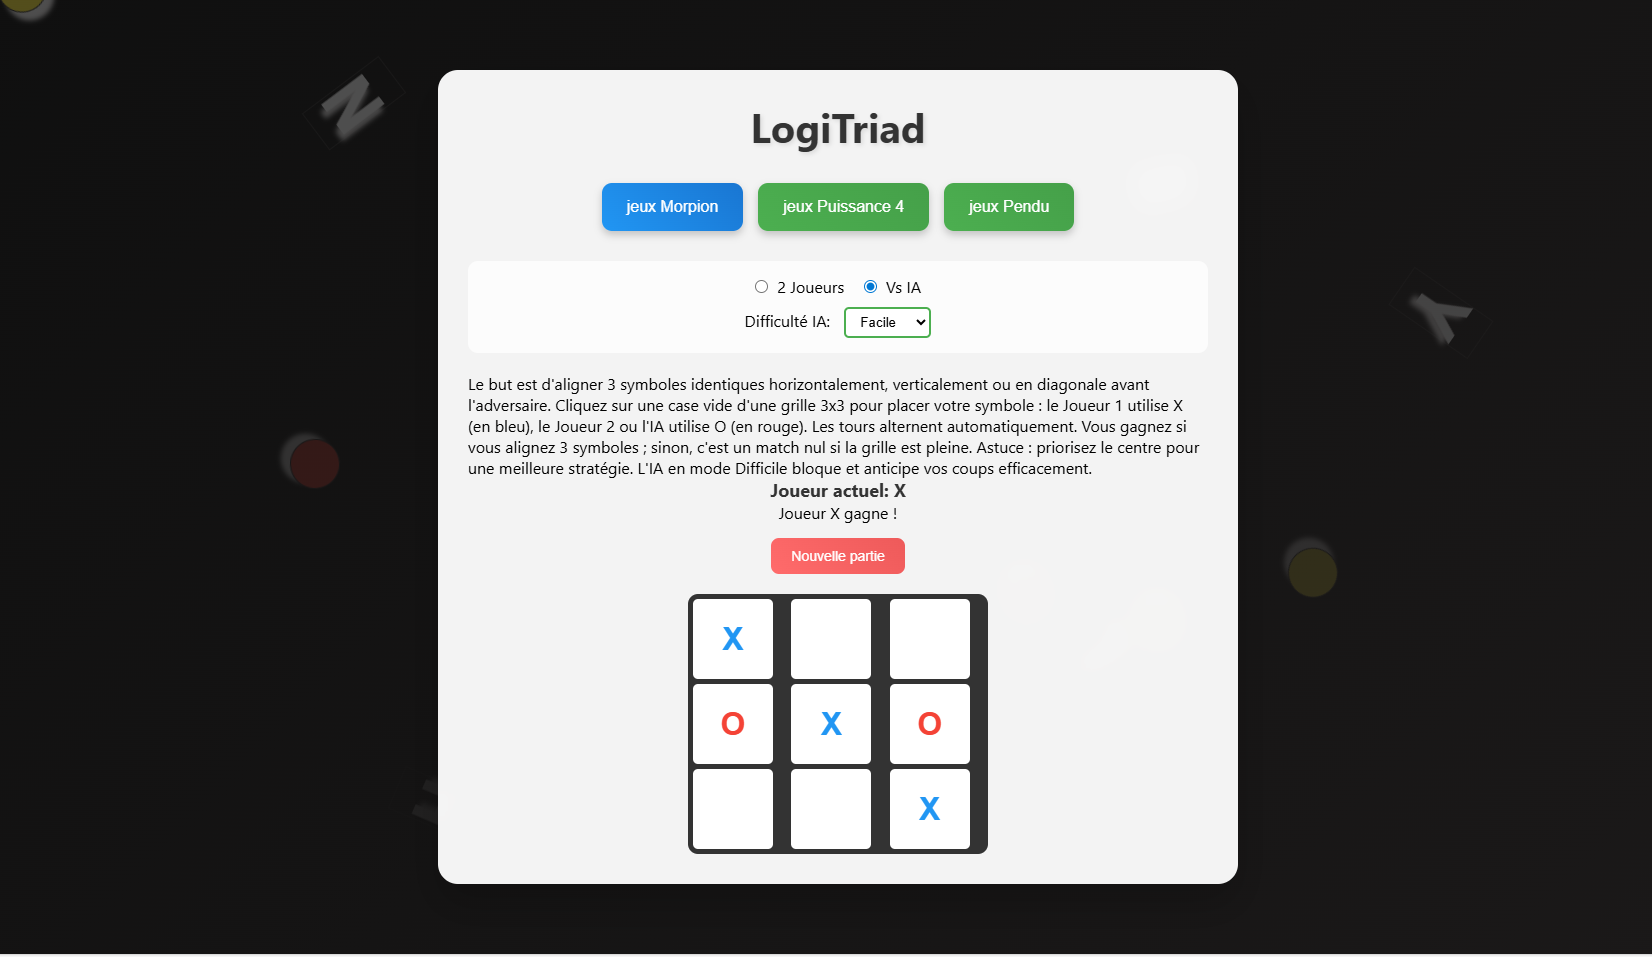 N
LogiTriad
jeux Morpion jeux Puissance 4 jeux Pendu
2 Joueurs Vs IA
Difficulté IA: Facile
Y
Le but est d'aligner 3 symboles identiques horizontalement, verticalement ou en diagonale avant
l'adversaire. Cliquez sur une case vide d'une grille 3x3 pour placer votre symbole : le Joueur 1 utilise X
(en bleu), le Joueur 2 ou l'IA utilise O (en rouge). Les tours alternent automatiquement. Vous gagnez si
vous alignez 3 symboles ; sinon, c'est un match nul si la grille est pleine. Astuce : priorisez le centre pour
une meilleure stratégie. L'IA en mode Difficile bloque et anticipe vos coups efficacement.
Joueur actuel: X
Joueur X gagne !
Nouvelle partie
X
O X O
X